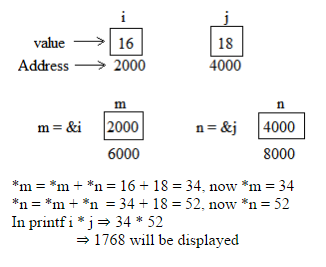 i j
value 16 18
Address 2000 4000
m n
m = &i 2000 n = &j 4000
6000 8000
*m = *m + *n = 16 + 18 = 34, now *m = 34
*n = *m + *n = 34 + 18 = 52, now *n = 52
In printf i * j ⇒ 34 * 52
⇒ 1768 will be displayed